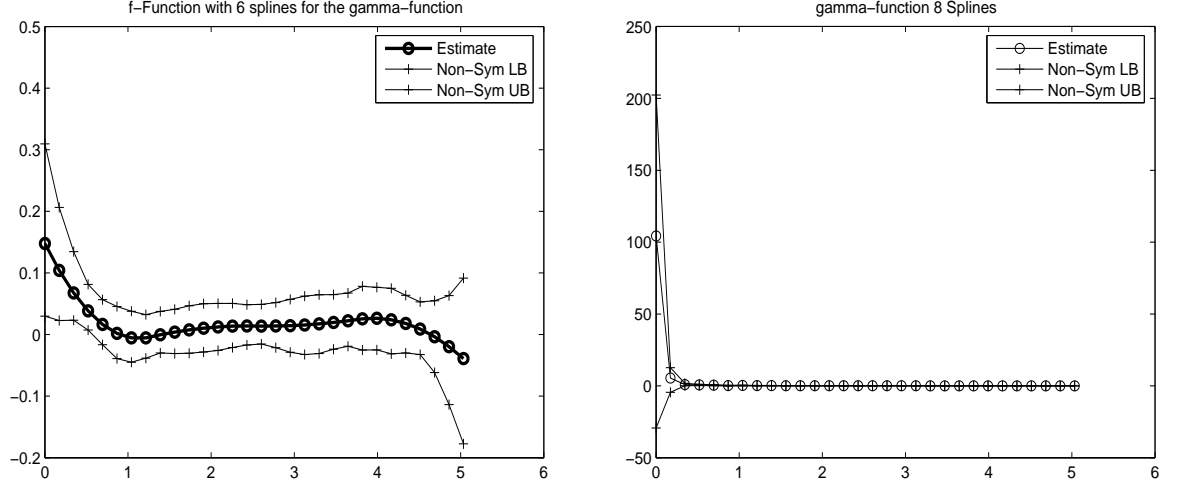 f−Function with 6 splines for the gamma−function
0.5
0.4
0.3
0.2
0.1
0
−0.1
−0.2
0 1 2 3 4 5 6
Estimate
Non−Sym LB
Non−Sym UB
gamma−function 8 Splines
250
200
150
100
50
0
−50
0 1 2 3 4 5 6
Estimate
Non−Sym LB
Non−Sym UB